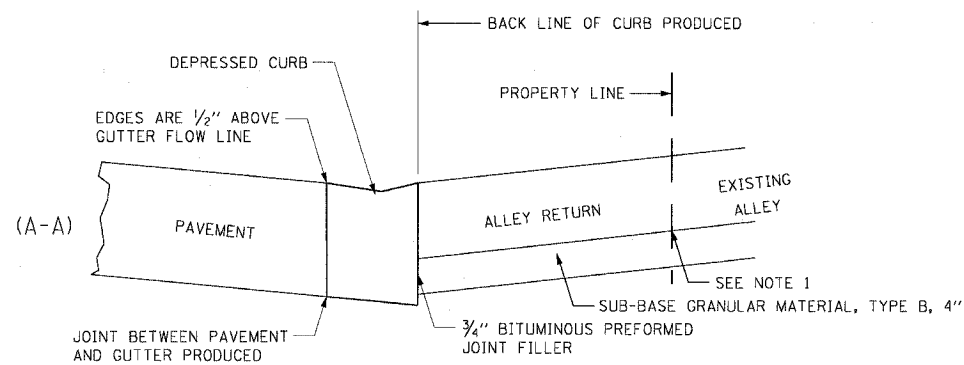 BACK LINE OF CURB PRODUCED
DEPRESSED CURB
PROPERTY LINE
EDGES ARE 1/2" ABOVE
GUTTER FLOW LINE
EXISTING
ALLEY
(A-A)
PAVEMENT
ALLEY RETURN
SEE NOTE 1
SUB-BASE GRANULAR MATERIAL, TYPE B, 4"
JOINT BETWEEN PAVEMENT
AND GUTTER PRODUCED
3/4" BITUMINOUS PREFORMED
JOINT FILLER